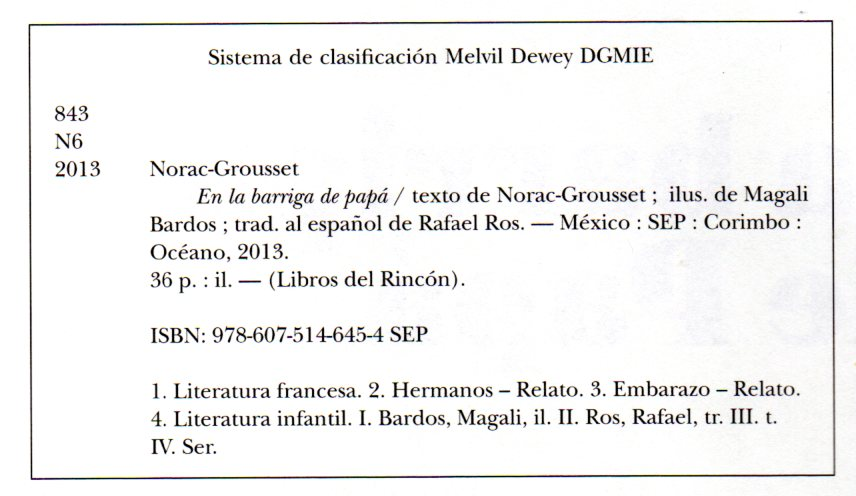 Sistema de clasificación Melvil Dewey DGMIE
843
N6
2013 Norac-Grousset
En la barriga de papá / texto de Norac-Grousset ; ilus. de Magali
Bardos ; trad. al español de Rafael Ros. — México : SEP : Corimbo :
Océano, 2013.
36 p. : il. — (Libros del Rincón).
ISBN: 978-607-514-645-4 SEP
1. Literatura francesa. 2. Hermanos – Relato. 3. Embarazo – Relato.
4. Literatura infantil. I. Bardos, Magali, il. II. Ros, Rafael, tr. III. t.
IV. Ser.